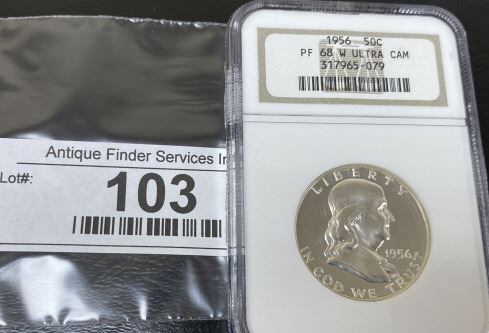 Antique Finder Services In
Lot#:
103
1956 50C
PF 68 W ULTRA CAM
317965-079
LIBERTY
1956
IN GOD WE TRUST